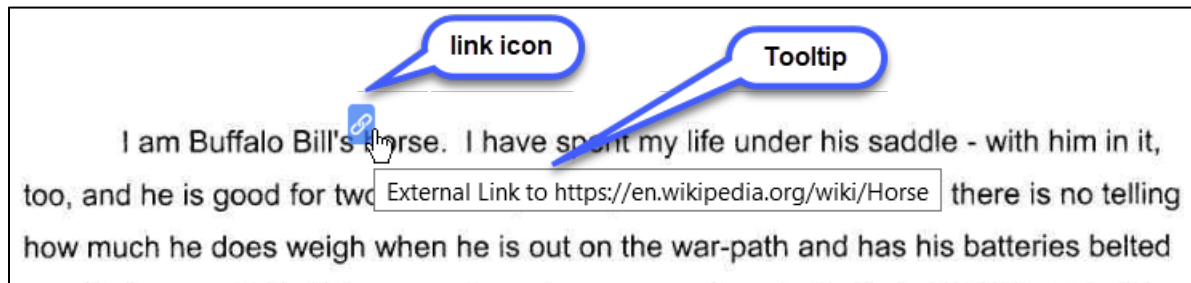 link icon
Tooltip
I am Buffalo Bill's Horse.  I have spent my life under his saddle - with him in it,
too, and he is good for two
External Link to https://en.wikipedia.org/wiki/Horse
there is no telling
how much he does weigh when he is out on the war-path and has his batteries belted